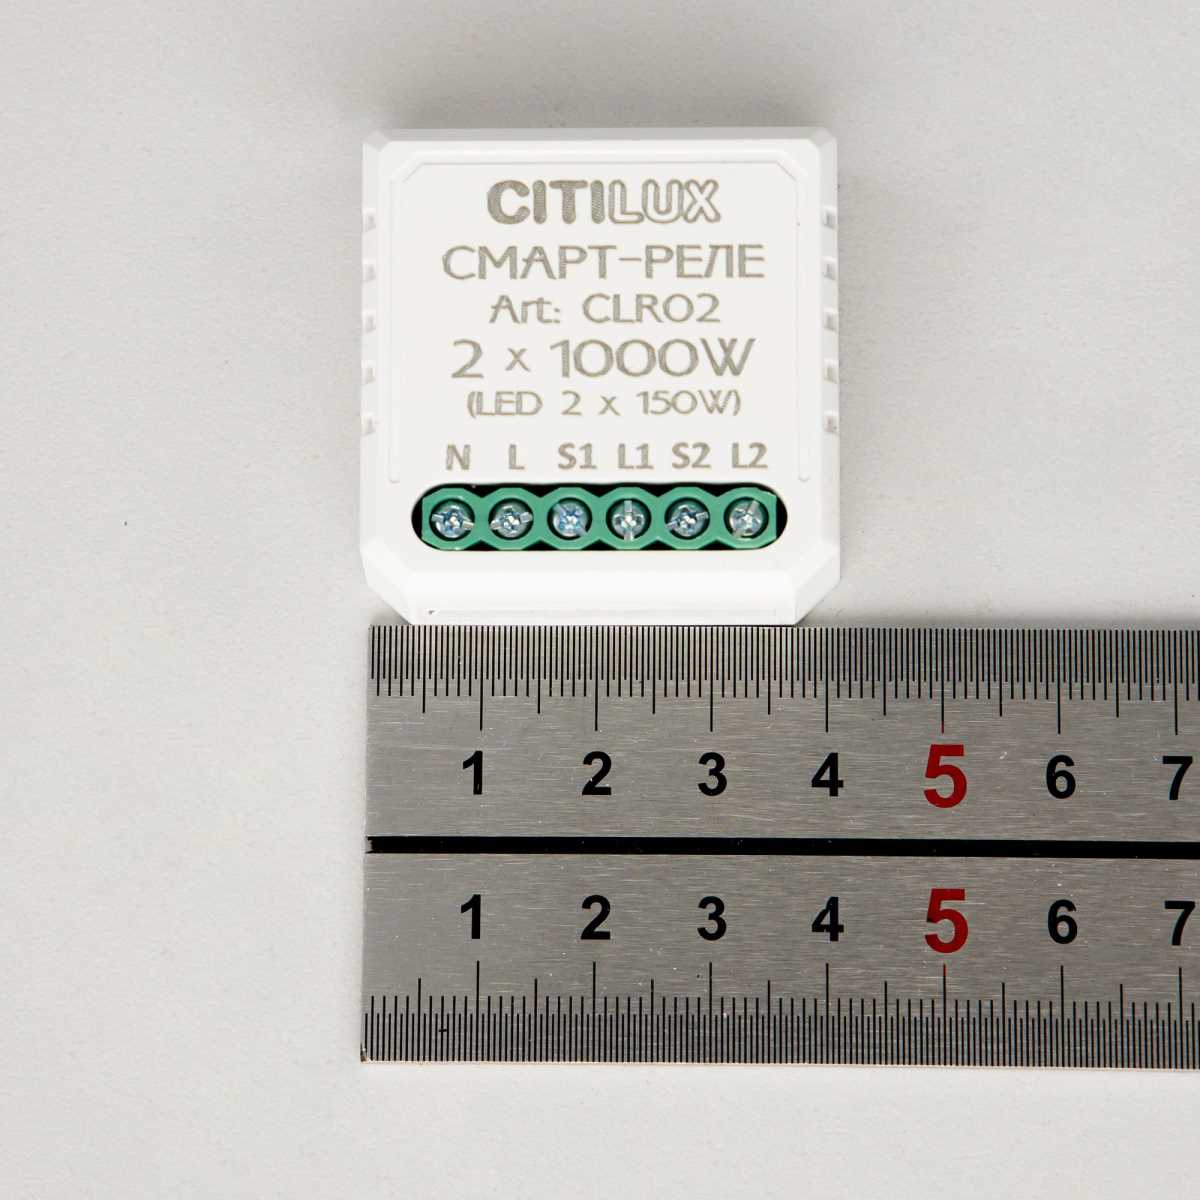 CITILUX
СМАРТ-РЕЛЕ
Art: CLR02
2 x 1000W
(LED 2 x 150W)
N L S1 L1 S2 L2
1 2 3 4 5 6 7
1 2 3 4 5 6 7